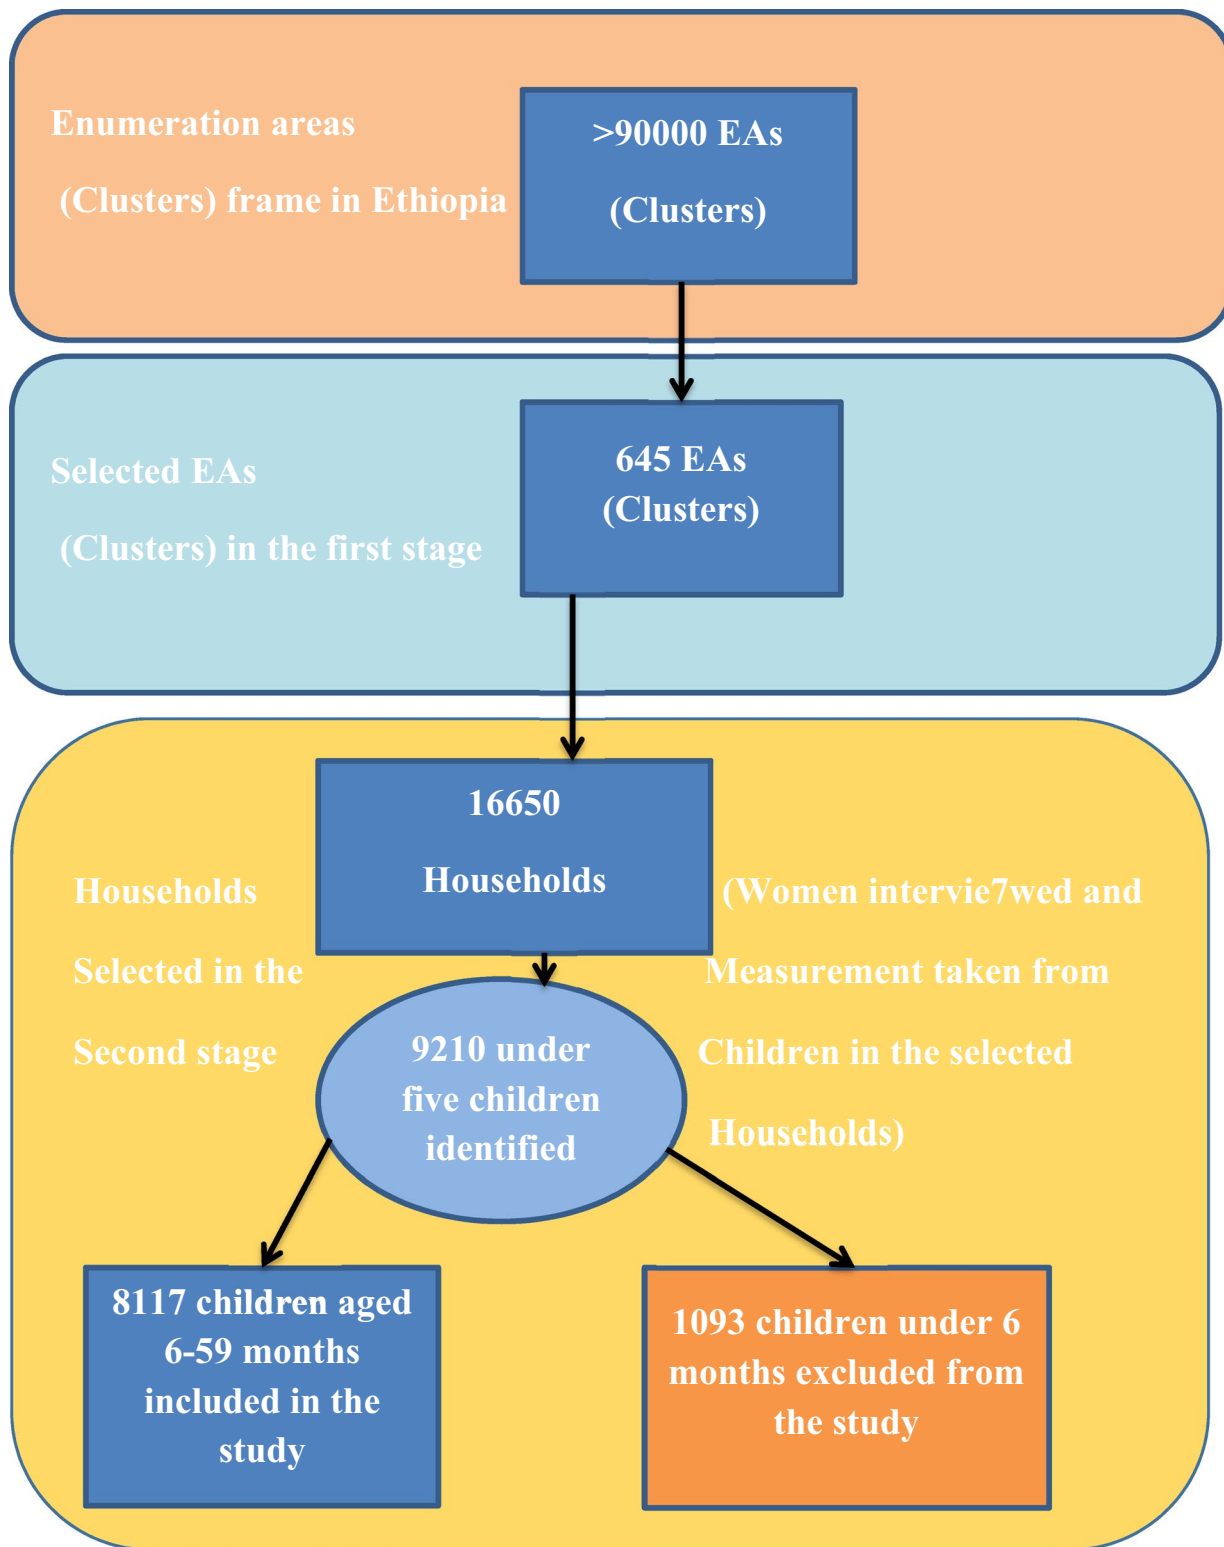 Enumeration areas
(Clusters) frame in Ethiopia
>90000 EAs
(Clusters)
Selected EAs
(Clusters) in the first stage
645 EAs
(Clusters)
16650
Households
Households
Selected in the
Second stage
(Women intervie7wed and
Measurement taken from
Children in the selected
Households)
9210 under
five children
identified
8117 children aged
6-59 months
included in the
study
1093 children under 6
months excluded from
the study